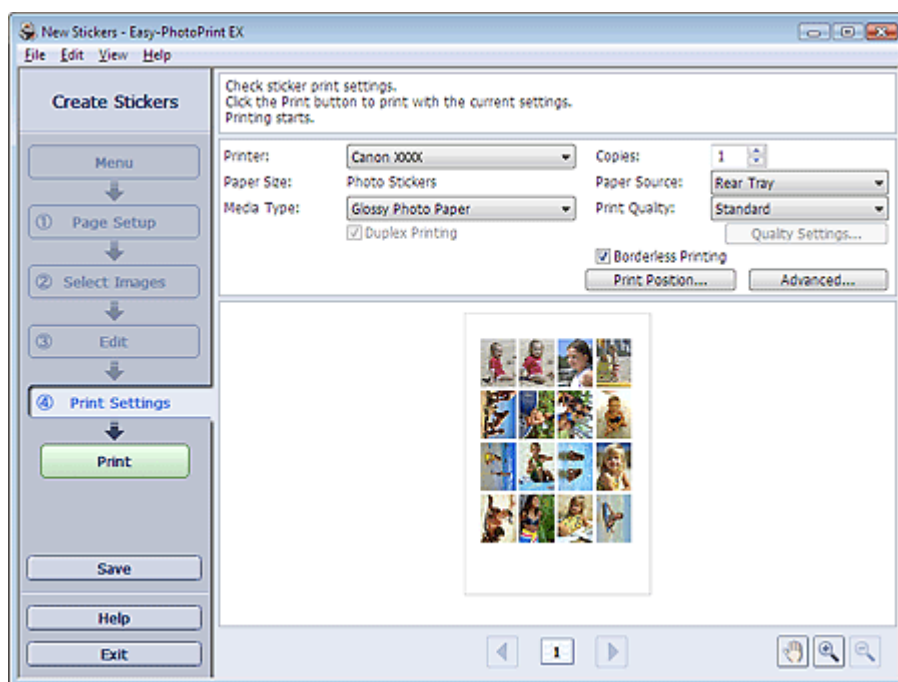 New Stickers - Easy-PhotoPrint EX
File Edit View Help
Create Stickers
Check sticker print settings.
Click the Print button to print with the current settings.
Printing starts.
Menu
① Page Setup
② Select Images
③ Edit
④ Print Settings
Print
Save
Help
Exit
Printer: Canon XXXX Copies: 1
Paper Size: Photo Stickers Paper Source: Rear Tray
Media Type: Glossy Photo Paper Print Quality: Standard
Duplex Printing Quality Settings...
Borderless Printing
Print Position... Advanced...
1